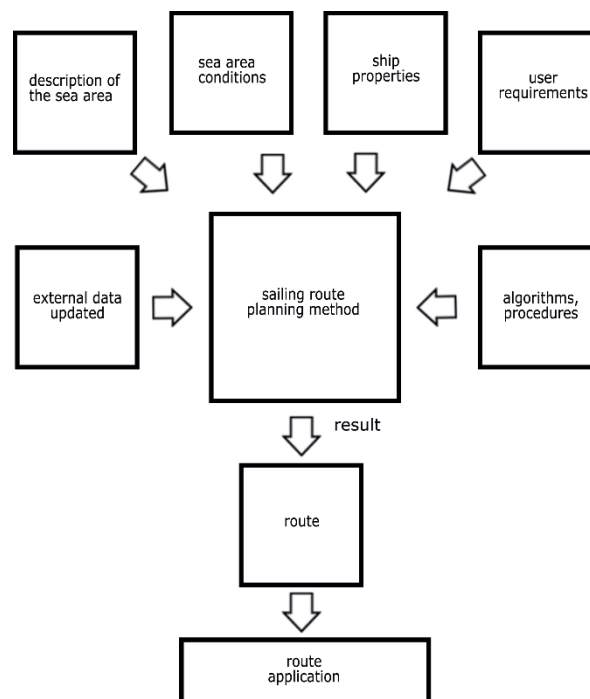 description of
the sea area
sea area
conditions
ship
properties
user
requirements
external data
updated
sailing route
planning method
algorithms,
procedures
result
route
route
application